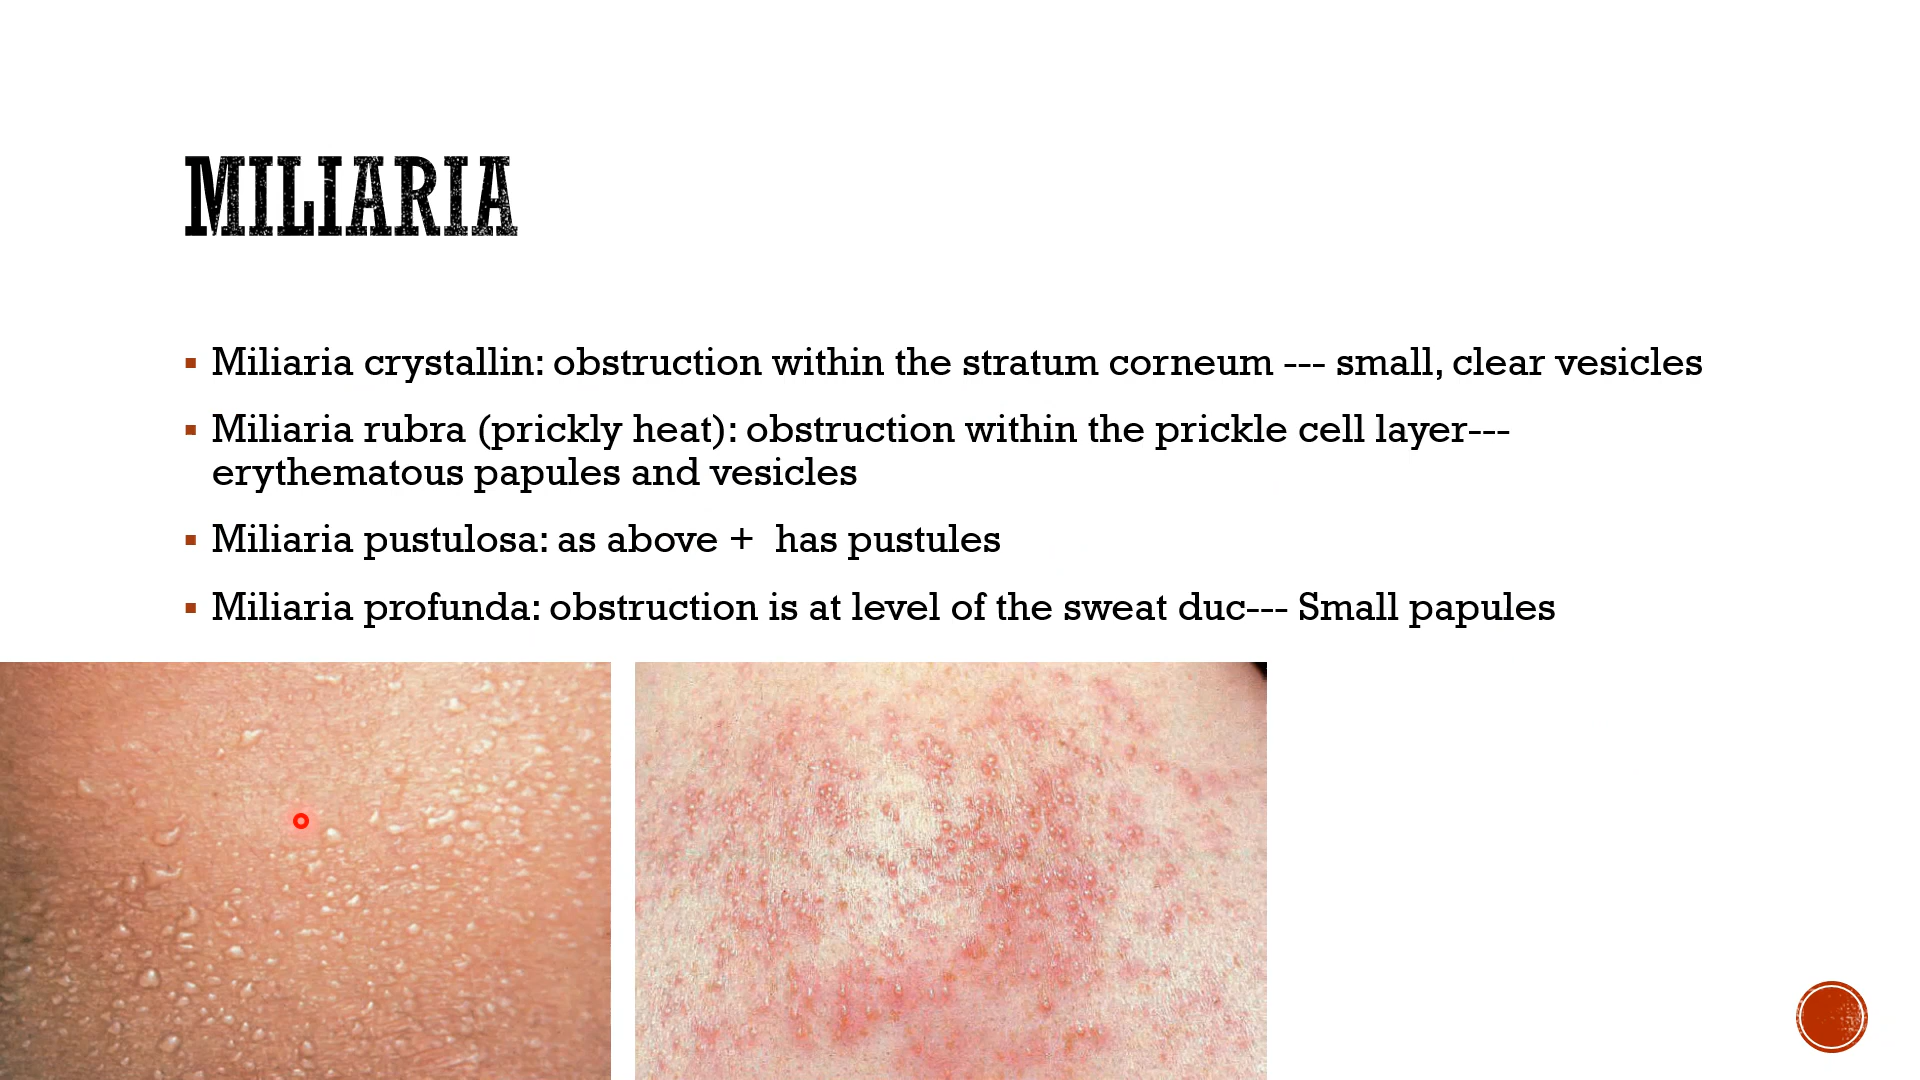 MILIARIA
Miliaria crystallin: obstruction within the stratum corneum --- small, clear vesicles
Miliaria rubra (prickly heat): obstruction within the prickle cell layer---
erythematous papules and vesicles
Miliaria pustulosa: as above +  has pustules
Miliaria profunda: obstruction is at level of the sweat duc--- Small papules